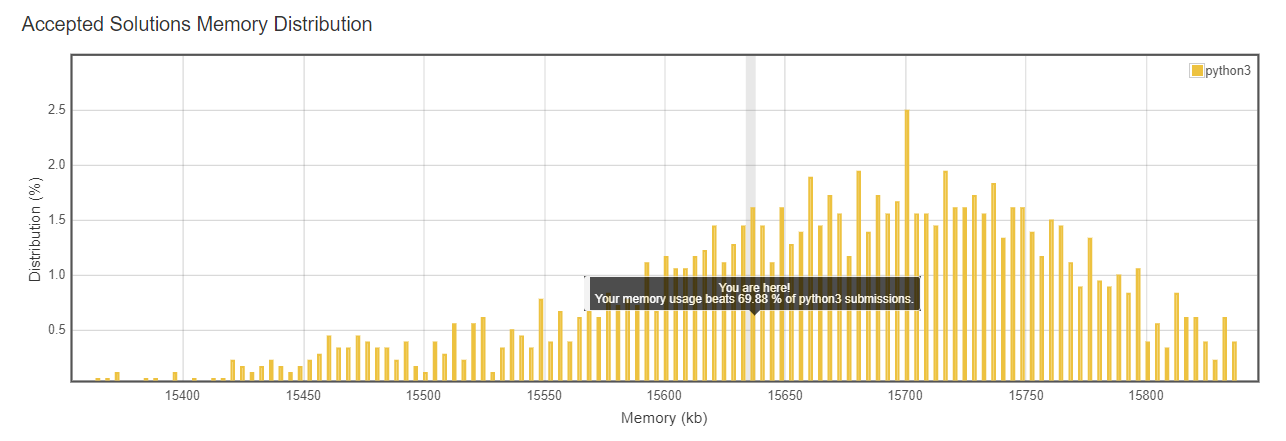 Accepted Solutions Memory Distribution
python3
2.5
2.0
1.5
1.0
0.5
Distribution (%)
You are here!
Your memory usage beats 69.88 % of python3 submissions.
15400 15450 15500 15550 15600 15650 15700 15750 15800
Memory (kb)